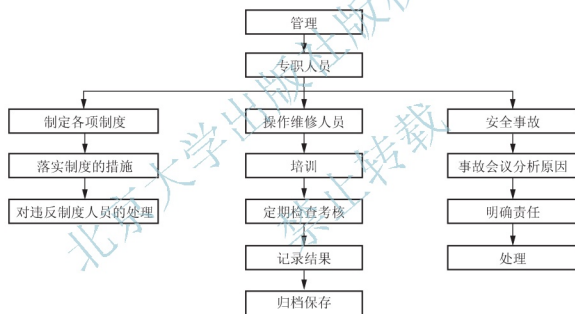 管理
专职人员
制定各项制度
操作维修人员
安全事故
落实制度的措施
培训
事故会议分析原因
对违反制度人员的处理
定期检查考核
明确责任
记录结果
处理
归档保存
北京大学出版社版权
禁止转载